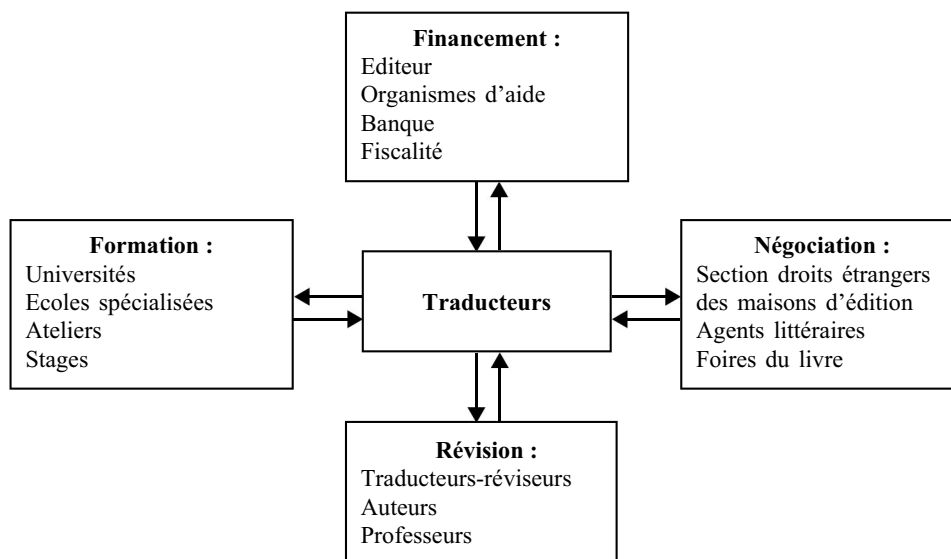 Financement :
Editeur
Organismes d’aide
Banque
Fiscalité
Formation :
Universités
Ecoles spécialisées
Ateliers
Stages
Traducteurs
Négociation :
Section droits étrangers
des maisons d’édition
Agents littéraires
Foires du livre
Révision :
Traducteurs-réviseurs
Auteurs
Professeurs